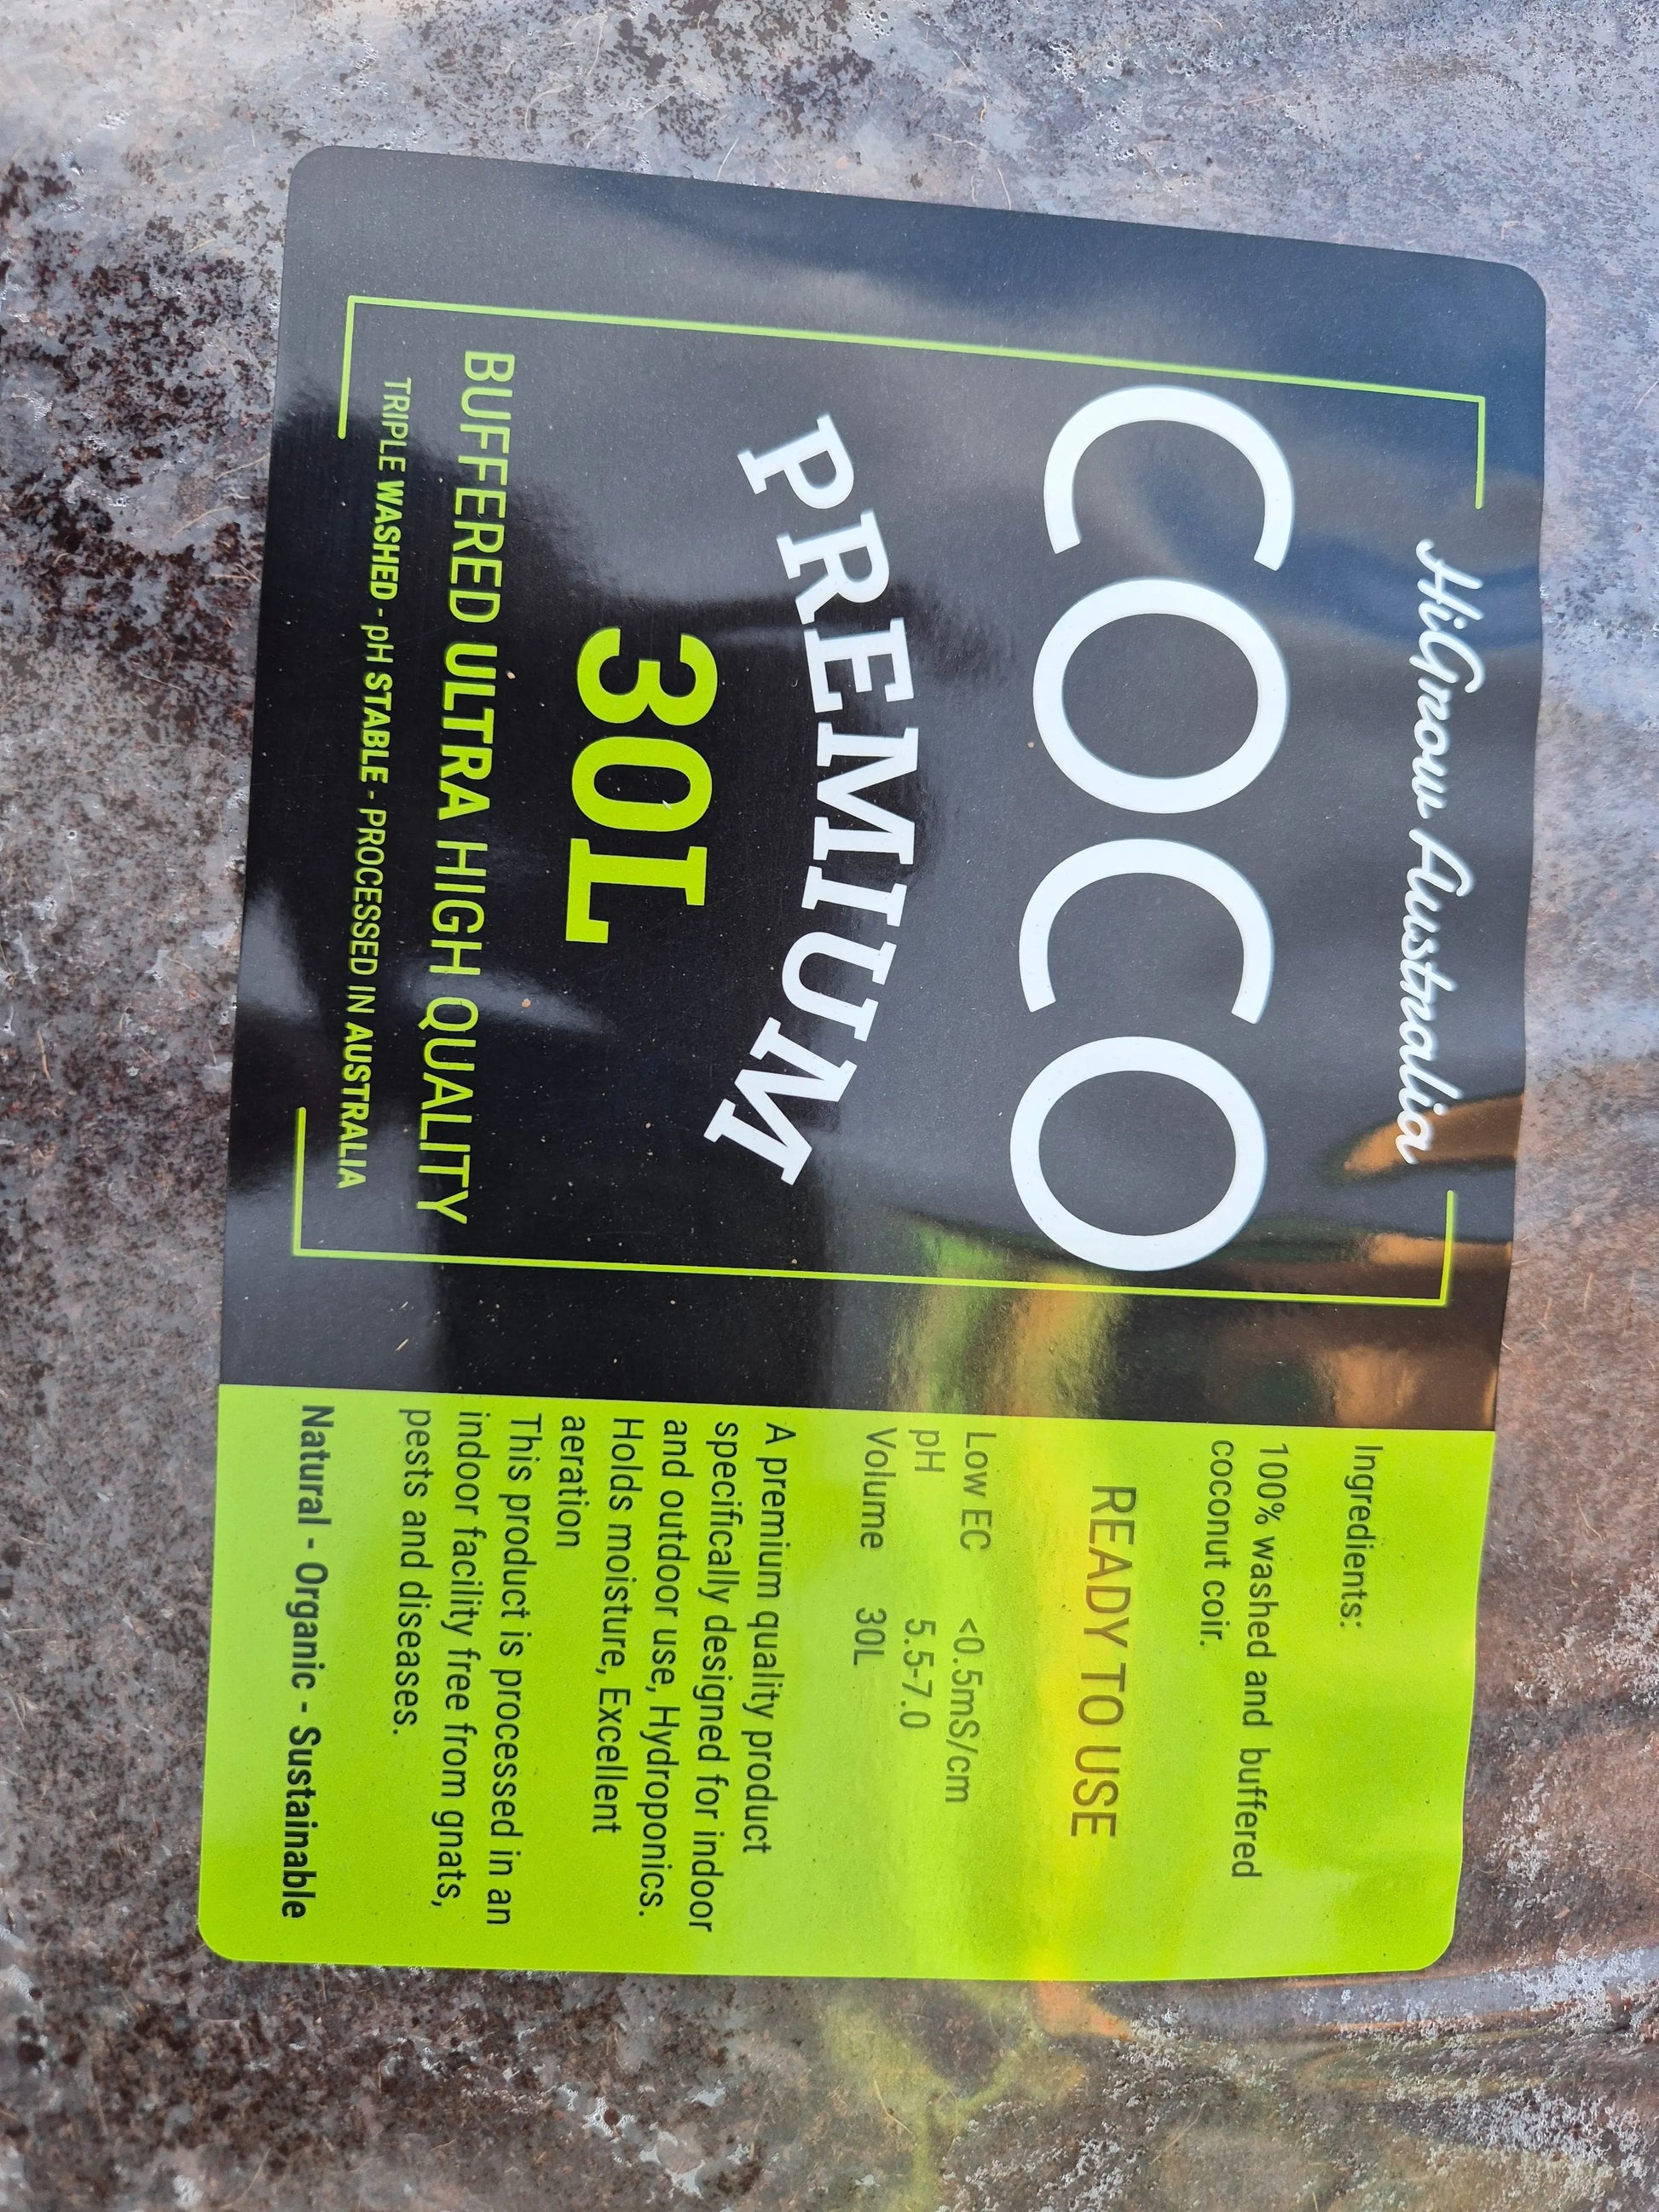 HiGrow Australia
COCO
PREMIUM
30L
BUFFERED ULTRA HIGH QUALITY
TRIPLE WASHED - pH STABLE - PROCESSED IN AUSTRALIA
Ingredients:
100% washed and buffered
coconut coir.
READY TO USE
Low EC <0.5mS/cm
pH 5.5-7.0
Volume 30L
A premium quality product
specifically designed for indoor
and outdoor use, Hydroponics.
Holds moisture, Excellent
aeration
This product is processed in an
indoor facility free from gnats,
pests and diseases.
Natural - Organic - Sustainable